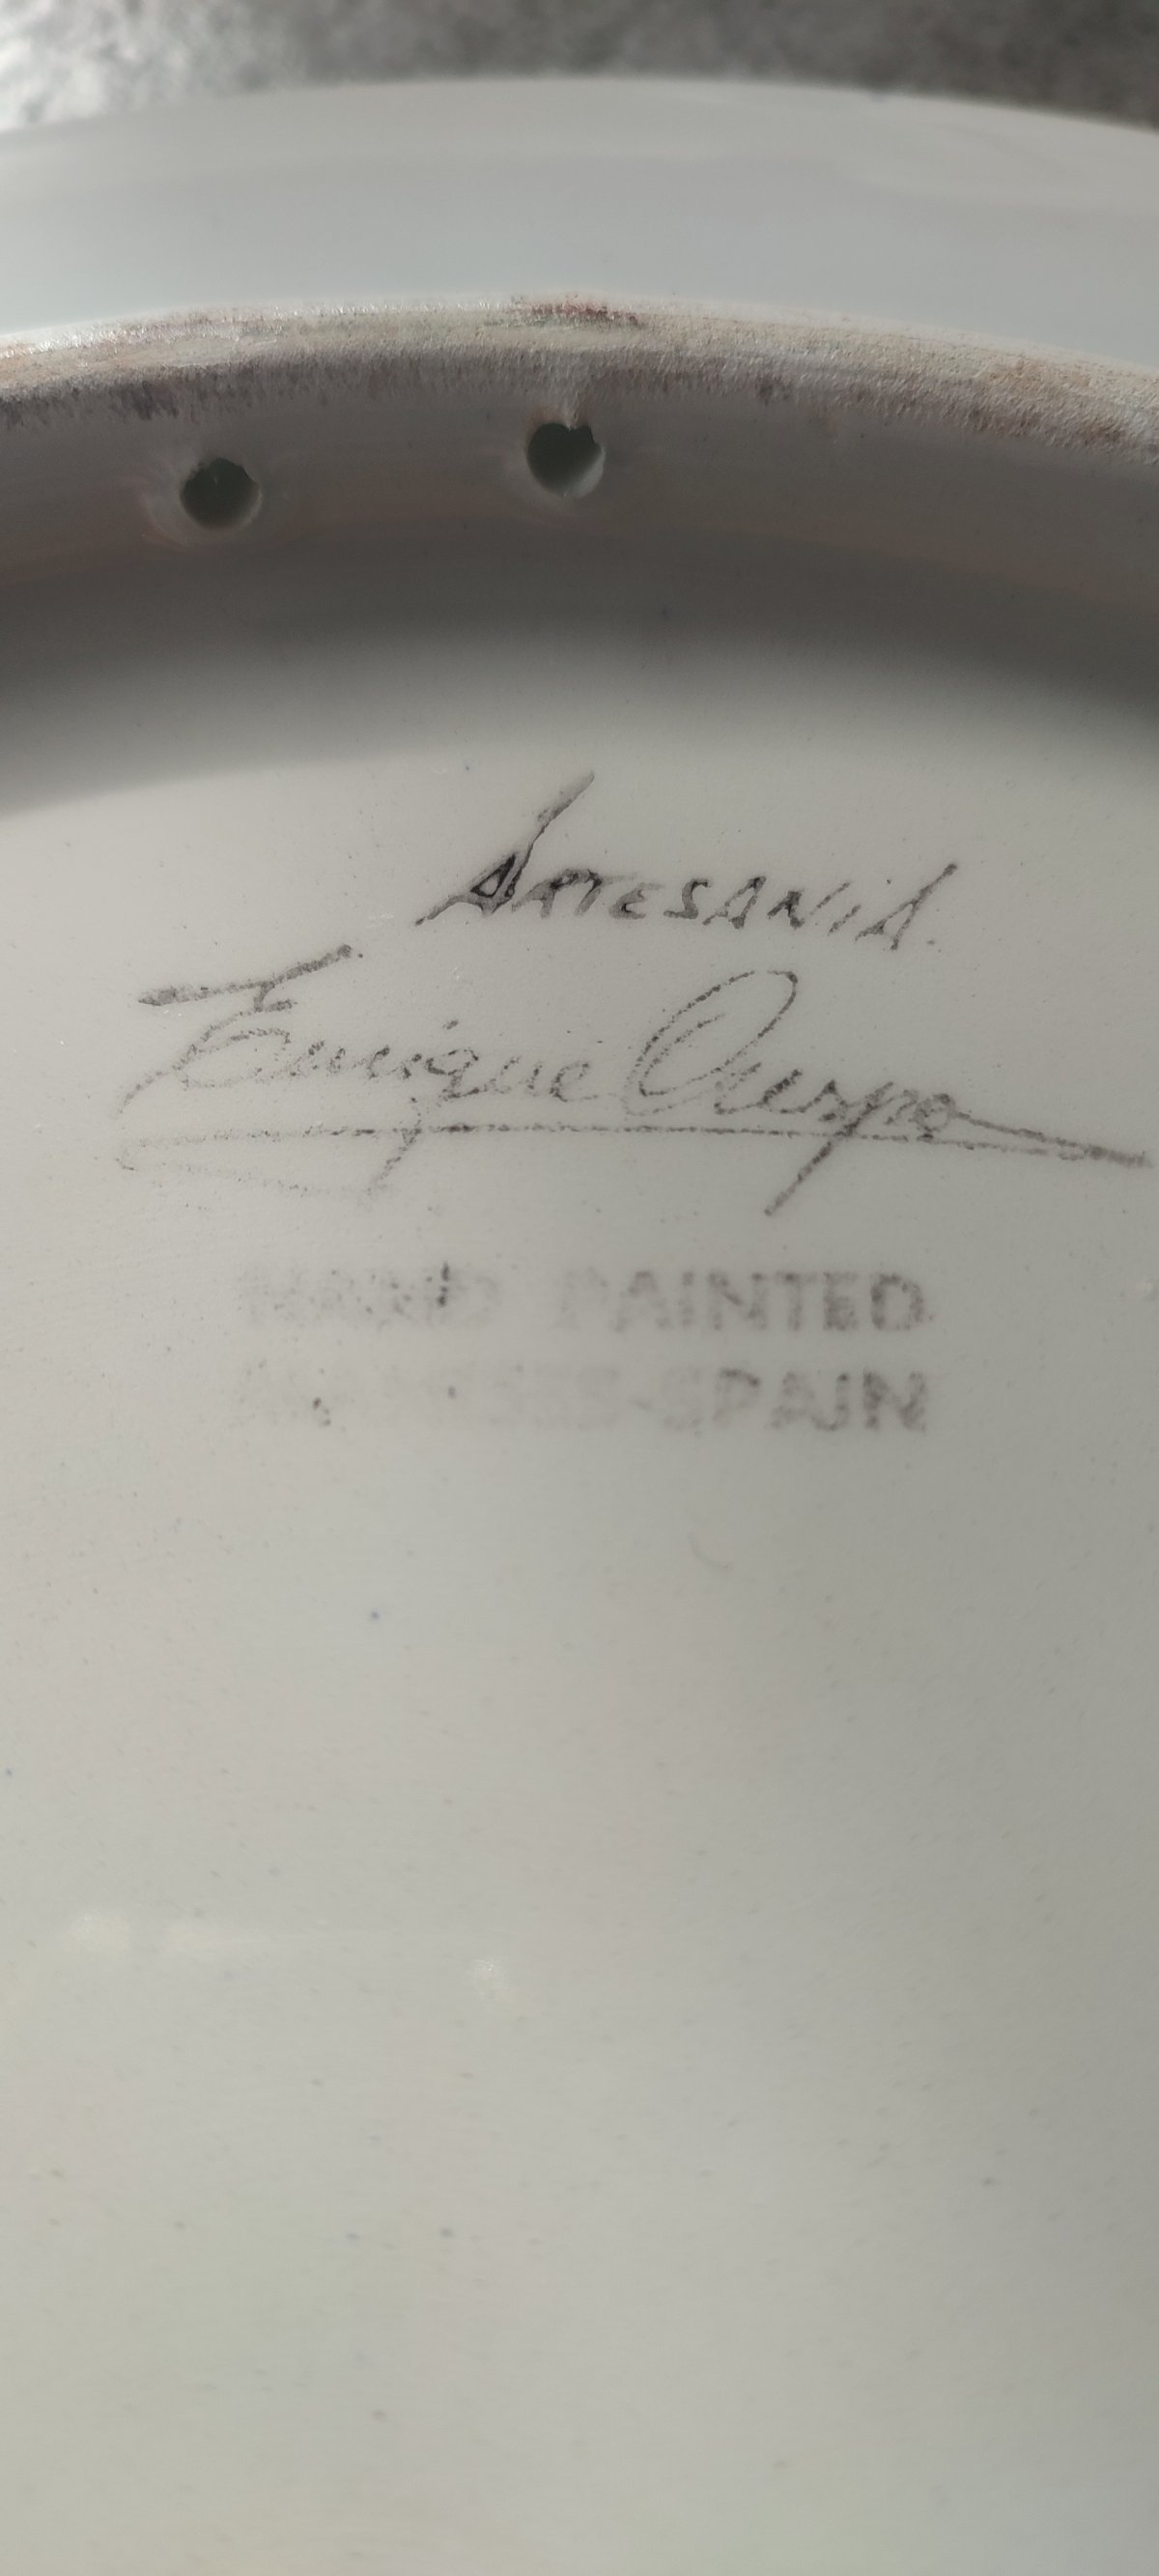 ARTESANIA.
Enrique Crespo
HAND PAINTED
SPAIN